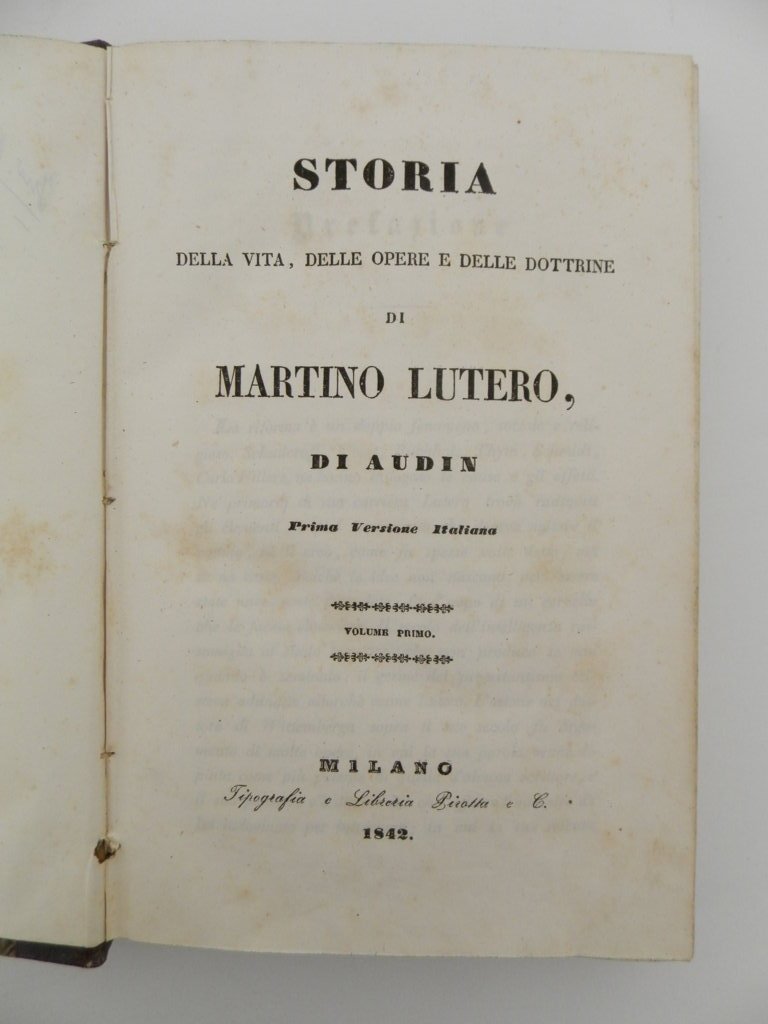 STORIA
DELLA VITA, DELLE OPERE E DELLE DOTTRINE
DI
MARTINO LUTERO,
DI AUDIN
Prima Versione Italiana
VOLUME PRIMO.
MILANO
Tipografia e Libreria Pirotta e C.
1842.